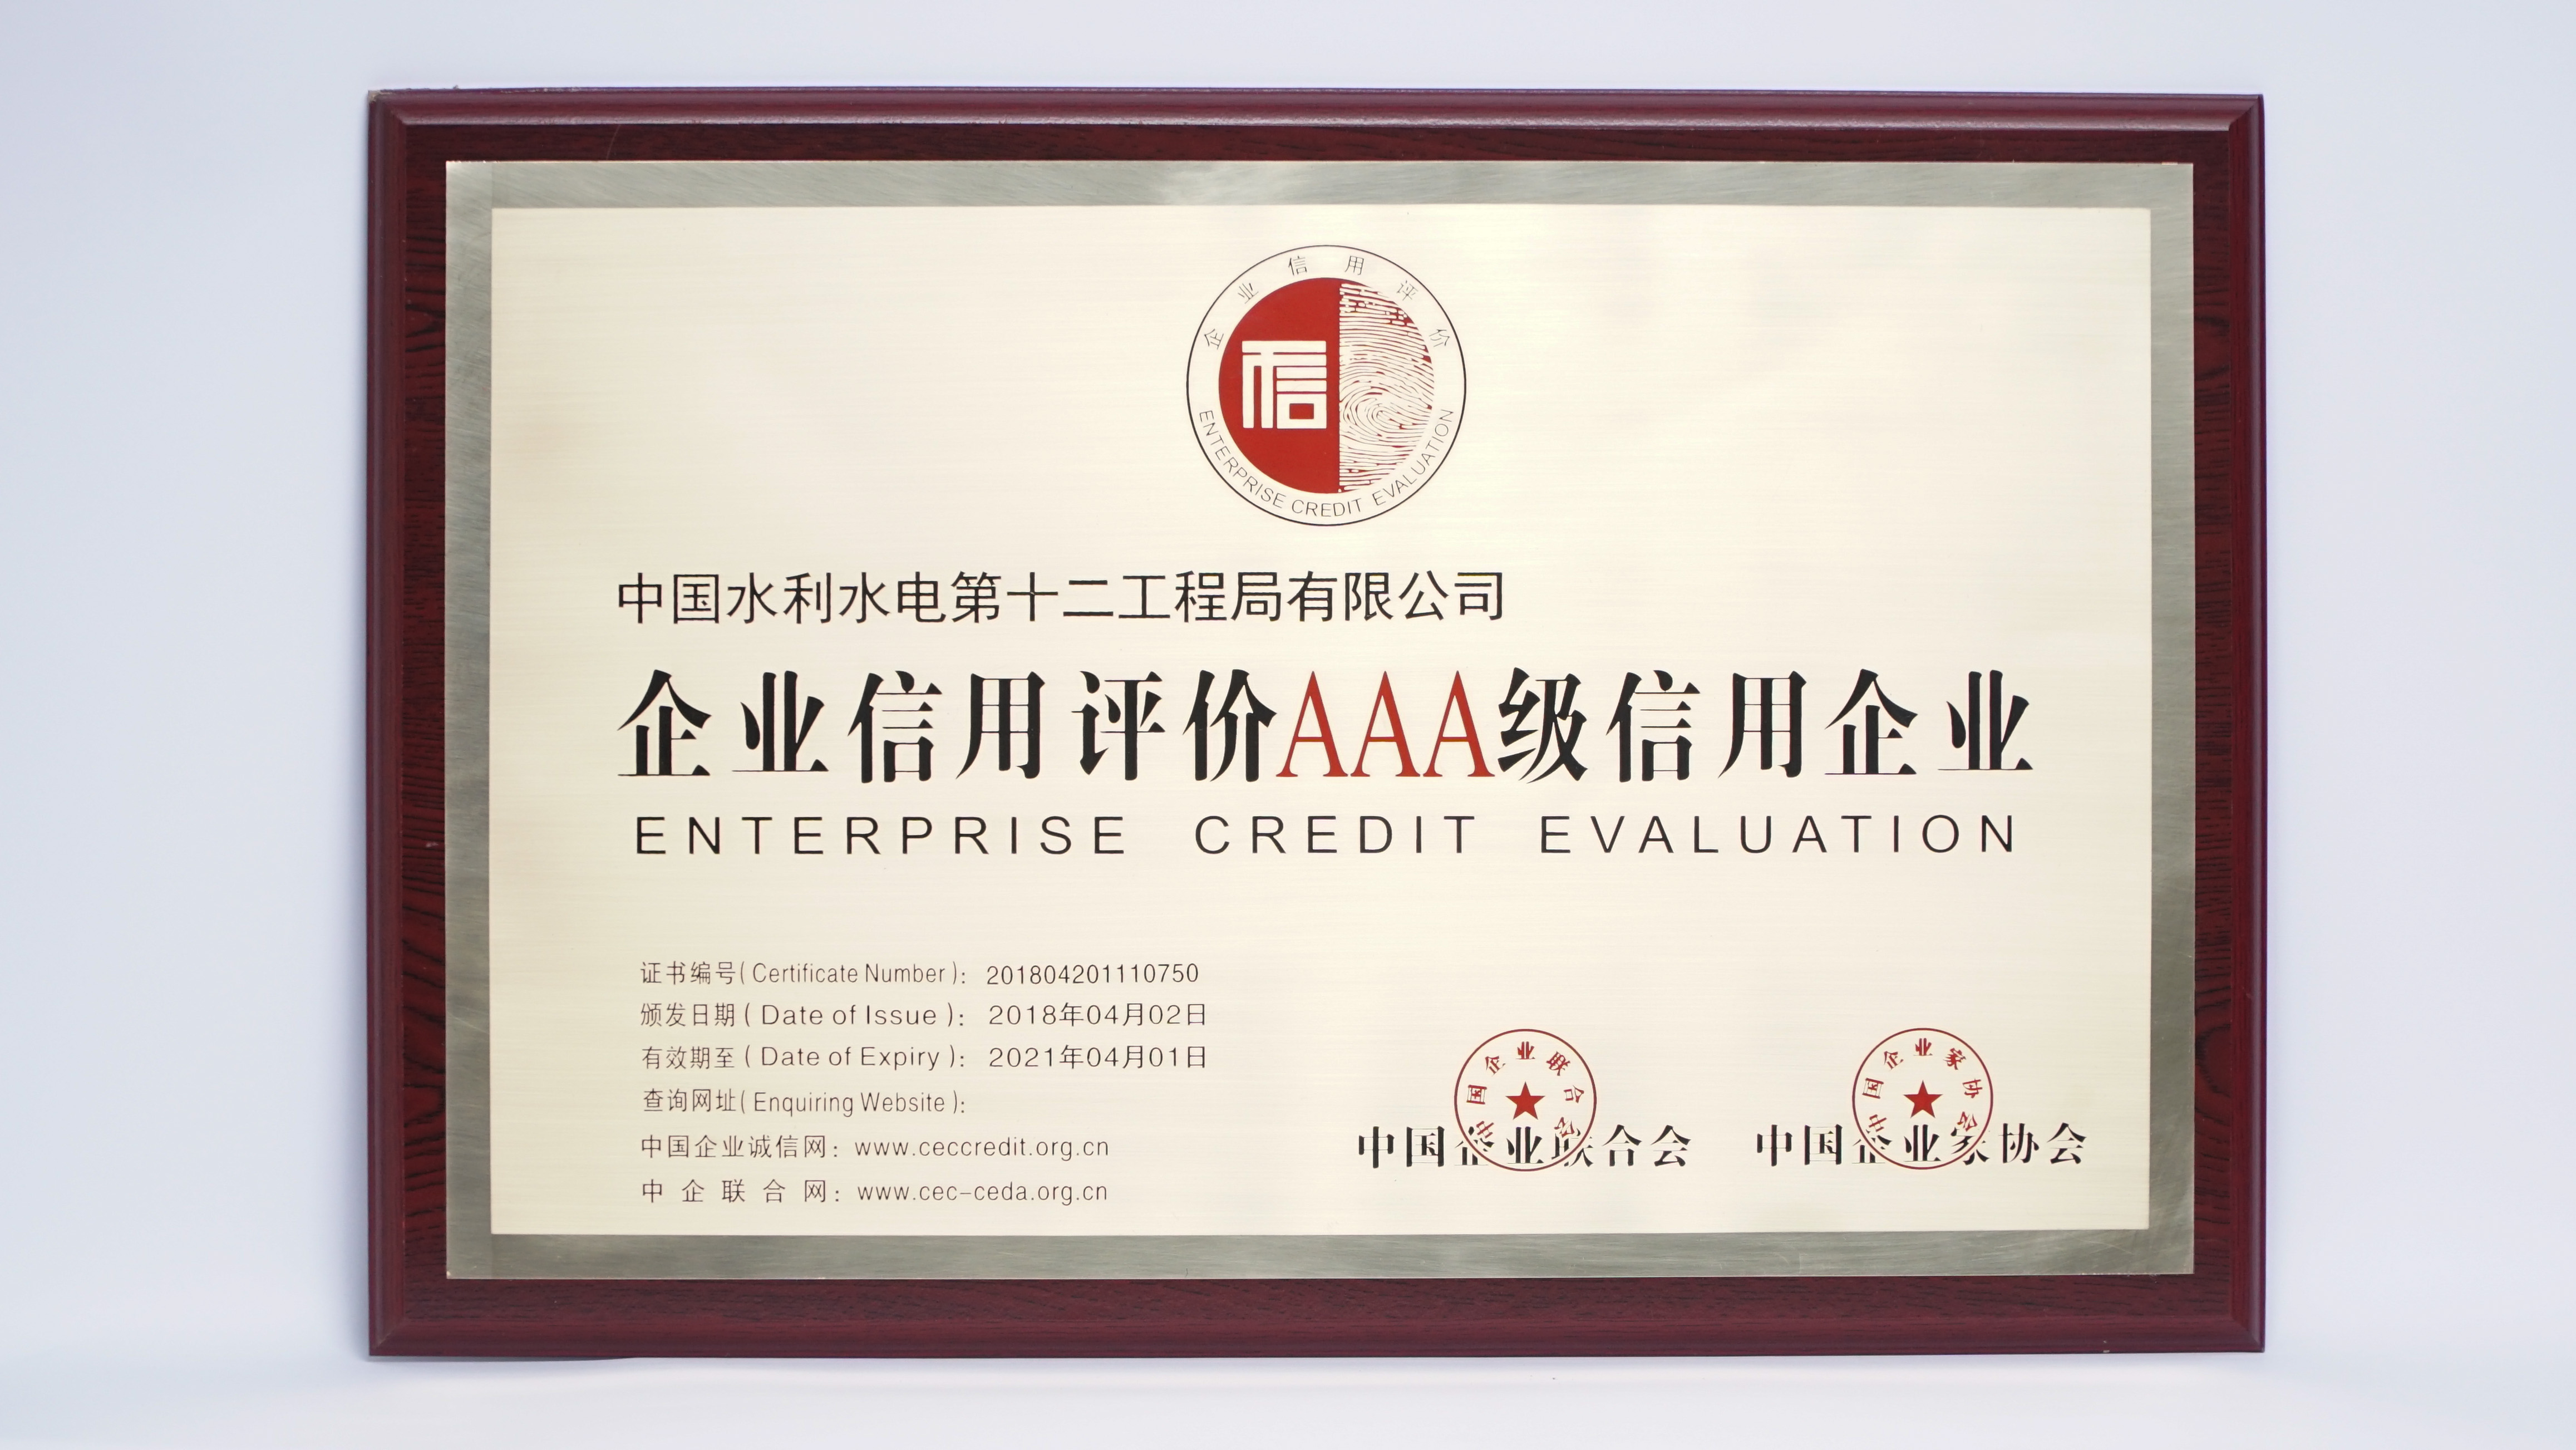 企业信用评价
信
ENTERPRISE CREDIT EVALUATION
中国水利水电第十二工程局有限公司
企业信用评价AAA级信用企业
ENTERPRISE CREDIT EVALUATION
证书编号(Certificate Number): 201804201110750
颁发日期(Date of Issue): 2018年04月02日
有效期至(Date of Expiry): 2021年04月01日
查询网址(Enquiring Website):
中国企业诚信网: www.ceccredit.org.cn
中企联合网: www.cec-ceda.org.cn
中国企业联合会
中国企业联合会
中国企业家协会
中国企业家协会